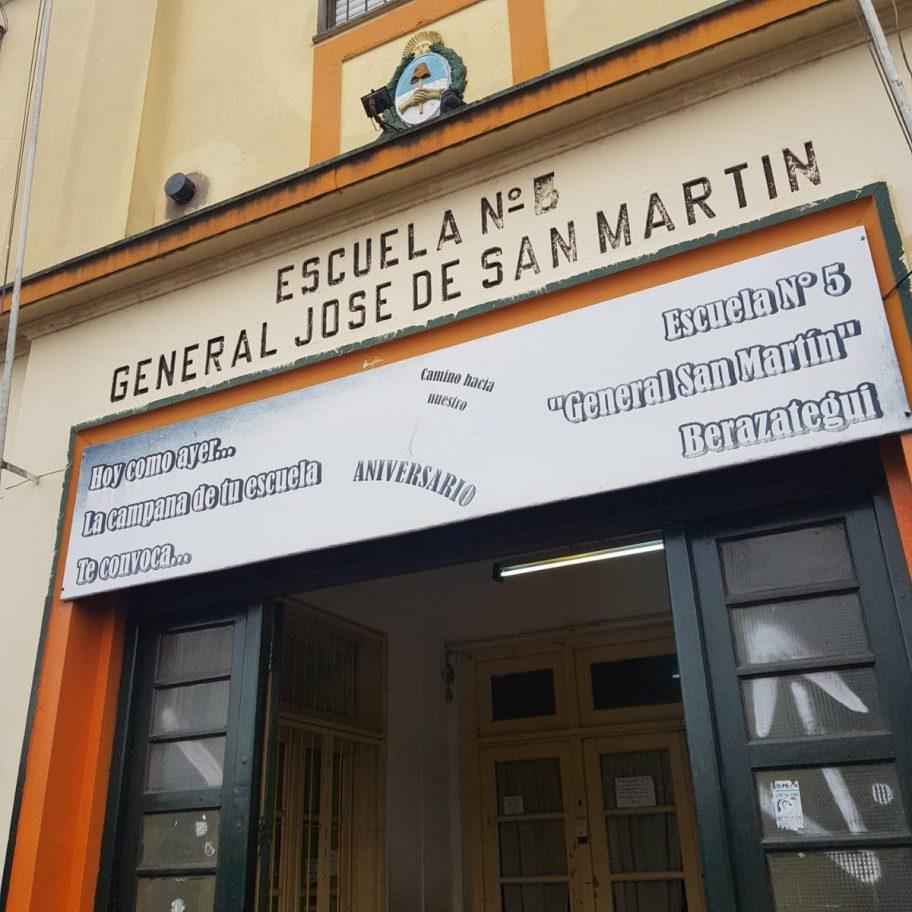 ESCUELA Nº 5
GENERAL JOSE DE SAN MARTIN
Hoy como ayer...
La campana de tu escuela
Te convoca...
Camino hacia
nuestro
ANIVERSARIO
Escuela Nº 5
"General San Martín"
Berazategui